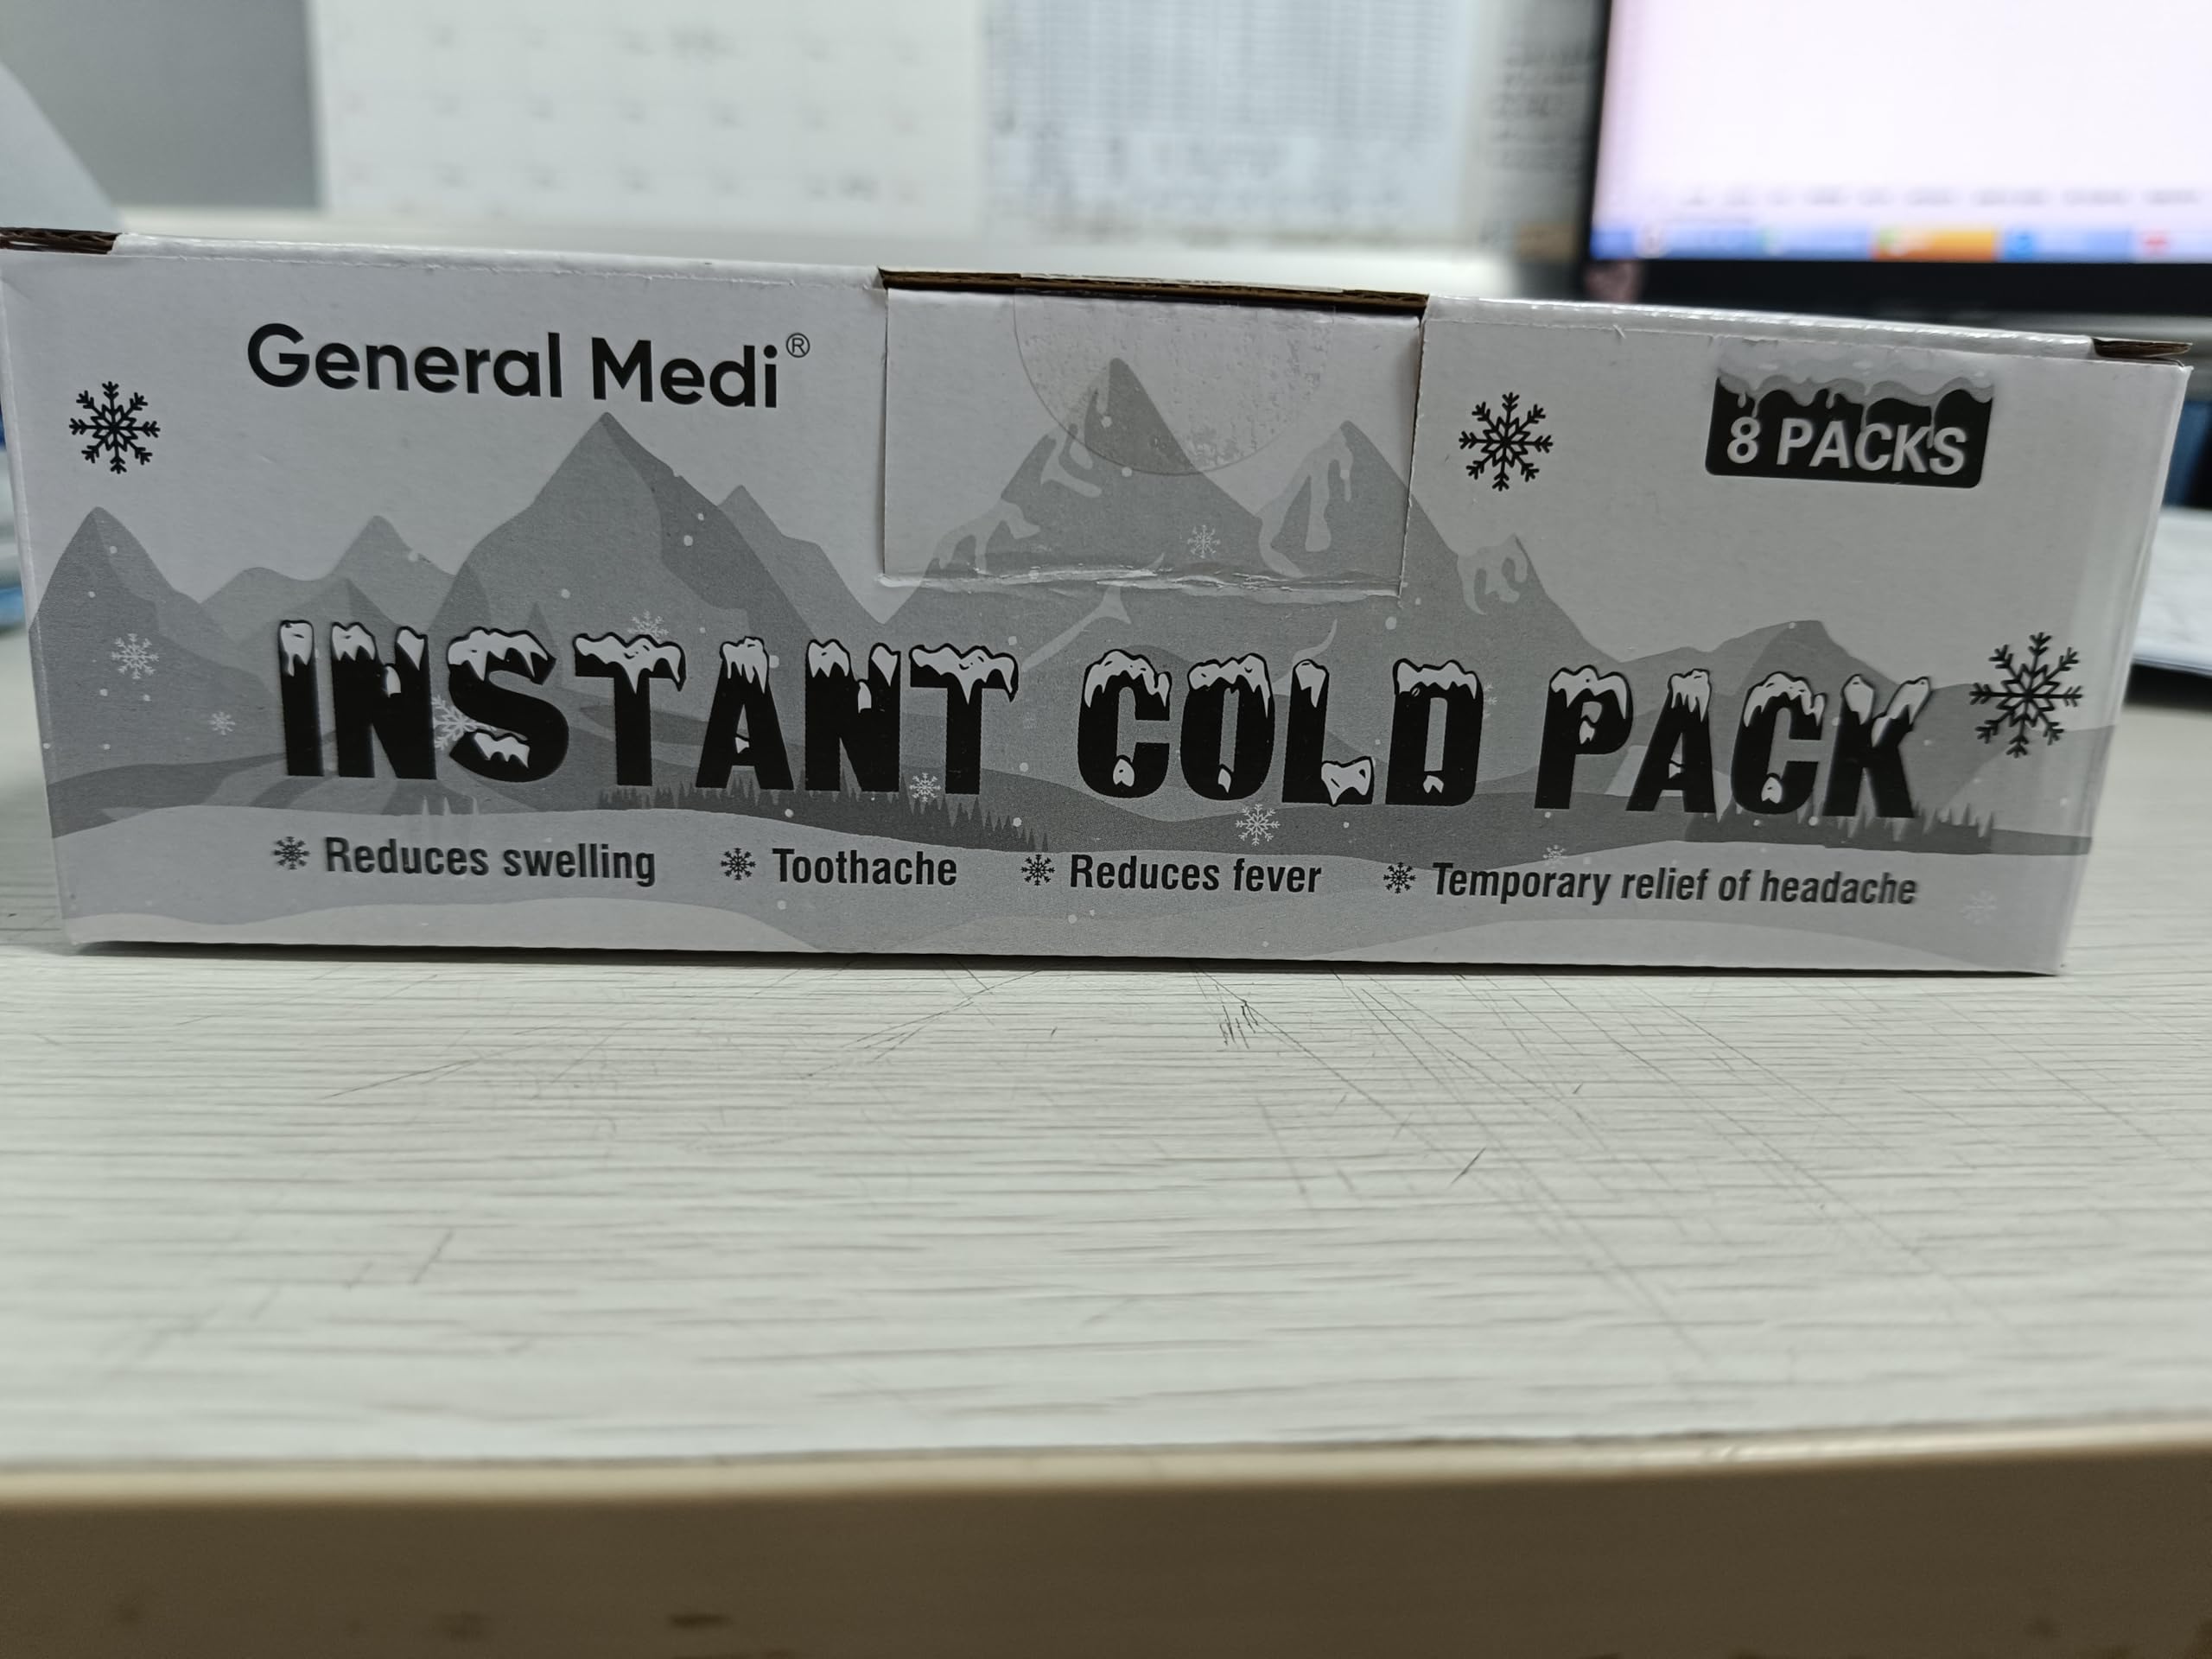 General Medi®
8 PACKS
INSTANT COLD PACK
Reduces swelling
Toothache
Reduces fever
Temporary relief of headache